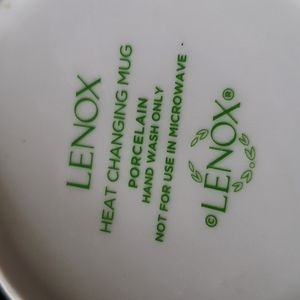 LENOX
HEAT CHANGING MUG
PORCELAIN
HAND WASH ONLY
NOT FOR USE IN MICROWAVE
©LENOX®